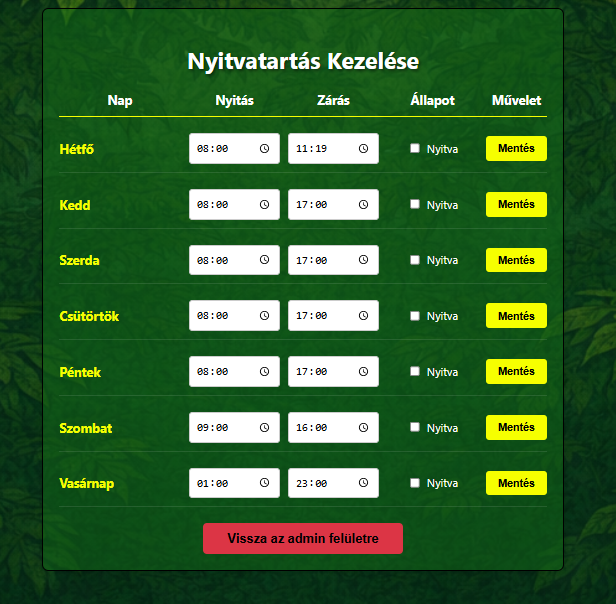 Nyitvatartás Kezelése
Nap Nyitás Zárás Állapot Művelet
Hétfő 08:00 11:19 Nyitva Mentés
Kedd 08:00 17:00 Nyitva Mentés
Szerda 08:00 17:00 Nyitva Mentés
Csütörtök 08:00 17:00 Nyitva Mentés
Péntek 08:00 17:00 Nyitva Mentés
Szombat 09:00 16:00 Nyitva Mentés
Vasárnap 01:00 23:00 Nyitva Mentés
Vissza az admin felületre